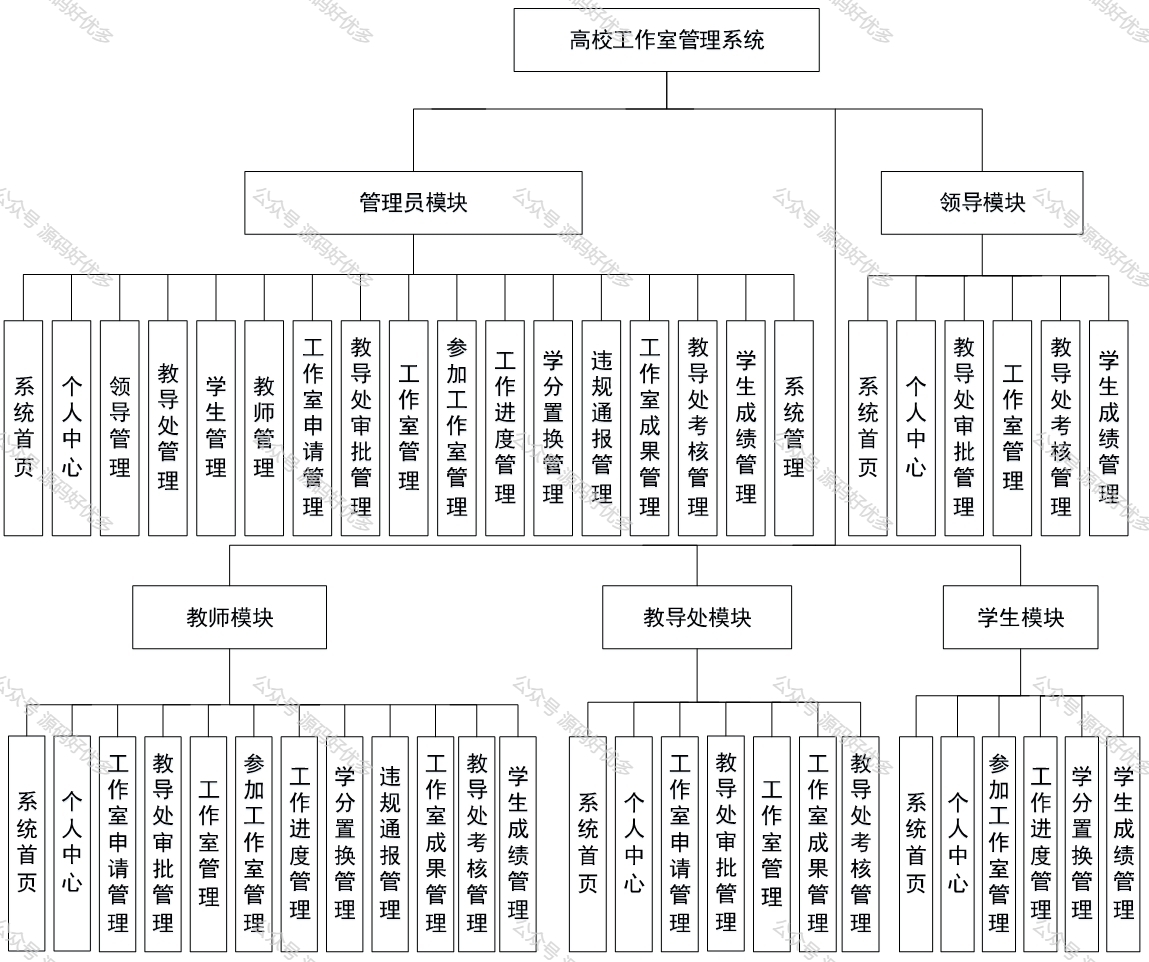 高校工作室管理系统
管理员模块
领导模块
系统首页
个人中心
领导管理
教导处管理
学生管理
教师管理
工作室申请管理
教导处审批管理
工作室管理
参加工作室管理
工作进度管理
学分置换管理
违规通报管理
工作室成果管理
教导处考核管理
学生成绩管理
系统管理
系统首页
个人中心
教导处审批管理
工作室管理
教导处考核管理
学生成绩管理
教师模块
教导处模块
学生模块
系统首页
个人中心
工作室申请管理
教导处审批管理
工作室管理
参加工作室管理
工作进度管理
学分置换管理
违规通报管理
工作室成果管理
教导处考核管理
学生成绩管理
系统首页
个人中心
工作室申请管理
教导处审批管理
工作室管理
工作室成果管理
教导处考核管理
系统首页
个人中心
参加工作室管理
工作进度管理
学分置换管理
学生成绩管理
公众号 源码好优多